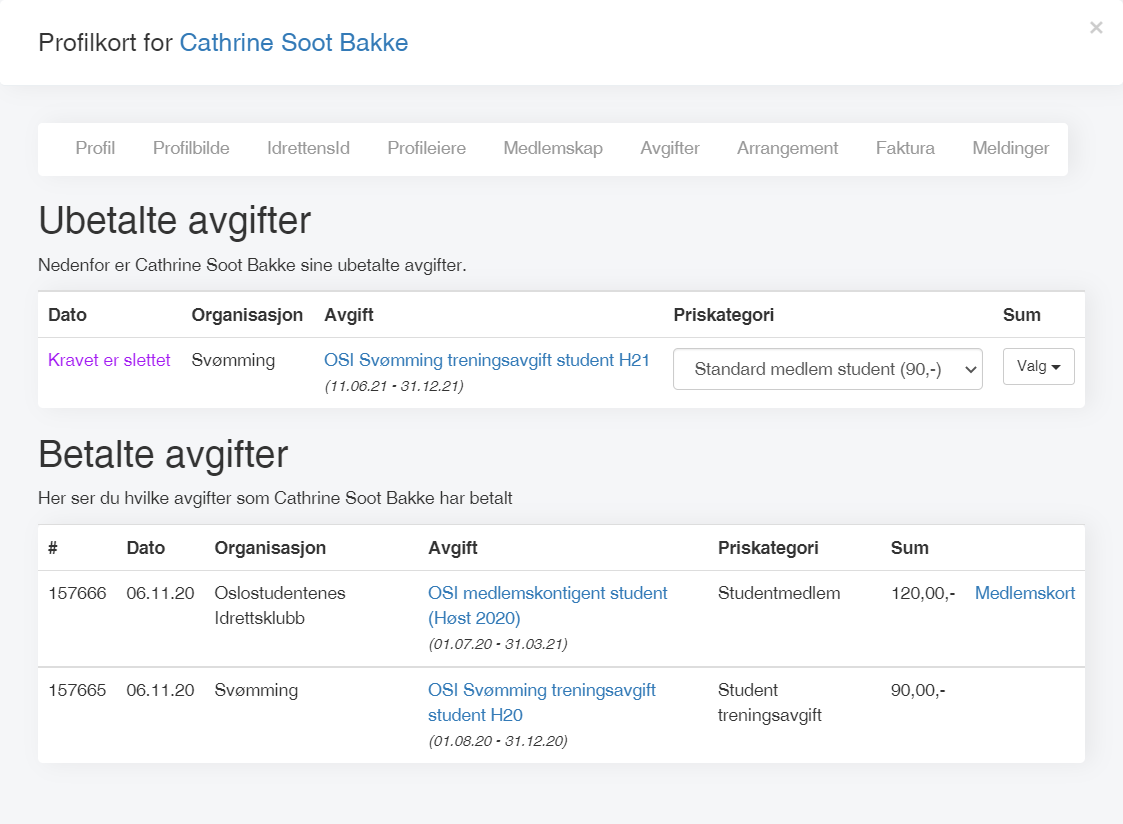 Profilkort for Cathrine Soot Bakke
×
Profil Profilbilde IdrettensId Profileiere Medlemskap Avgifter Arrangement Faktura Meldinger
Ubetalte avgifter
Nedenfor er Cathrine Soot Bakke sine ubetalte avgifter.
Dato Organisasjon Avgift Priskategori Sum
Kravet er slettet Svømming OSI Svømming treningsavgift student H21 Standard medlem student (90,-) Valg
(11.06.21 - 31.12.21)
Betalte avgifter
Her ser du hvilke avgifter som Cathrine Soot Bakke har betalt
# Dato Organisasjon Avgift Priskategori Sum
157666 06.11.20 Oslostudentenes OSI medlemskontigent student Studentmedlem 120,00,- Medlemskort
Idrettsklubb (Høst 2020)
(01.07.20 - 31.03.21)
157665 06.11.20 Svømming OSI Svømming treningsavgift Student 90,00,-
student H20 treningsavgift
(01.08.20 - 31.12.20)